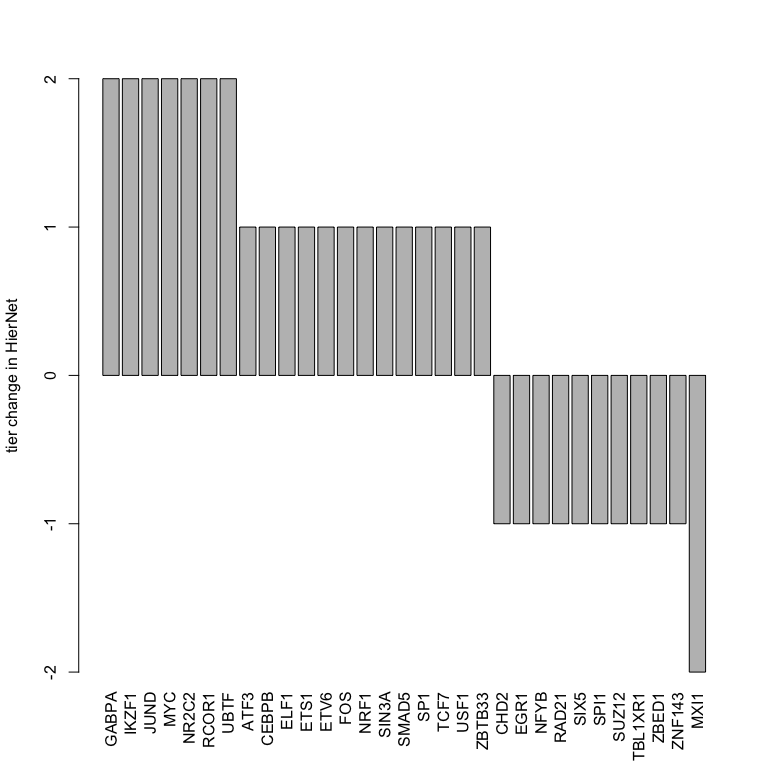 tier change in HierNet
2
1
0
-1
-2
GABPA
IKZF1
JUND
MYC
NR2C2
RCOR1
UBTF
ATF3
CEBPB
ELF1
ETS1
ETV6
FOS
NRF1
SIN3A
SMAD5
SP1
TCF7
USF1
ZBTB33
CHD2
EGR1
NFYB
RAD21
SIX5
SPI1
SUZ12
TBL1XR1
ZBED1
ZNF143
MXI1